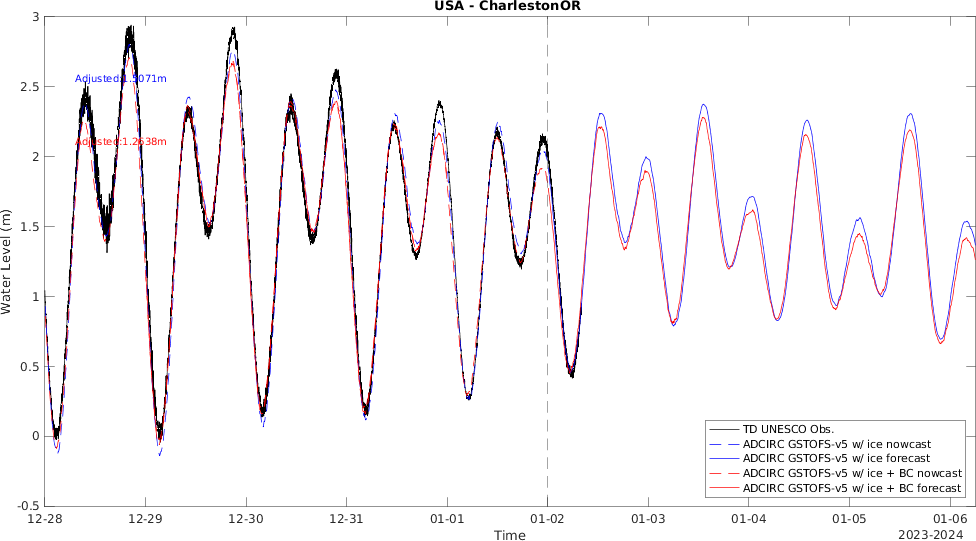 USA - CharlestonOR
3
2.5
2
1.5
1
0.5
0
-0.5
Water Level (m)
Adjusted:1.5071m
Adjusted:1.2638m
TD UNESCO Obs.
ADCIRC GSTOFS-v5 w/ ice nowcast
ADCIRC GSTOFS-v5 w/ ice forecast
ADCIRC GSTOFS-v5 w/ ice + BC nowcast
ADCIRC GSTOFS-v5 w/ ice + BC forecast
12-28 12-29 12-30 12-31 01-01 01-02 01-03 01-04 01-05 01-06
Time
2023-2024